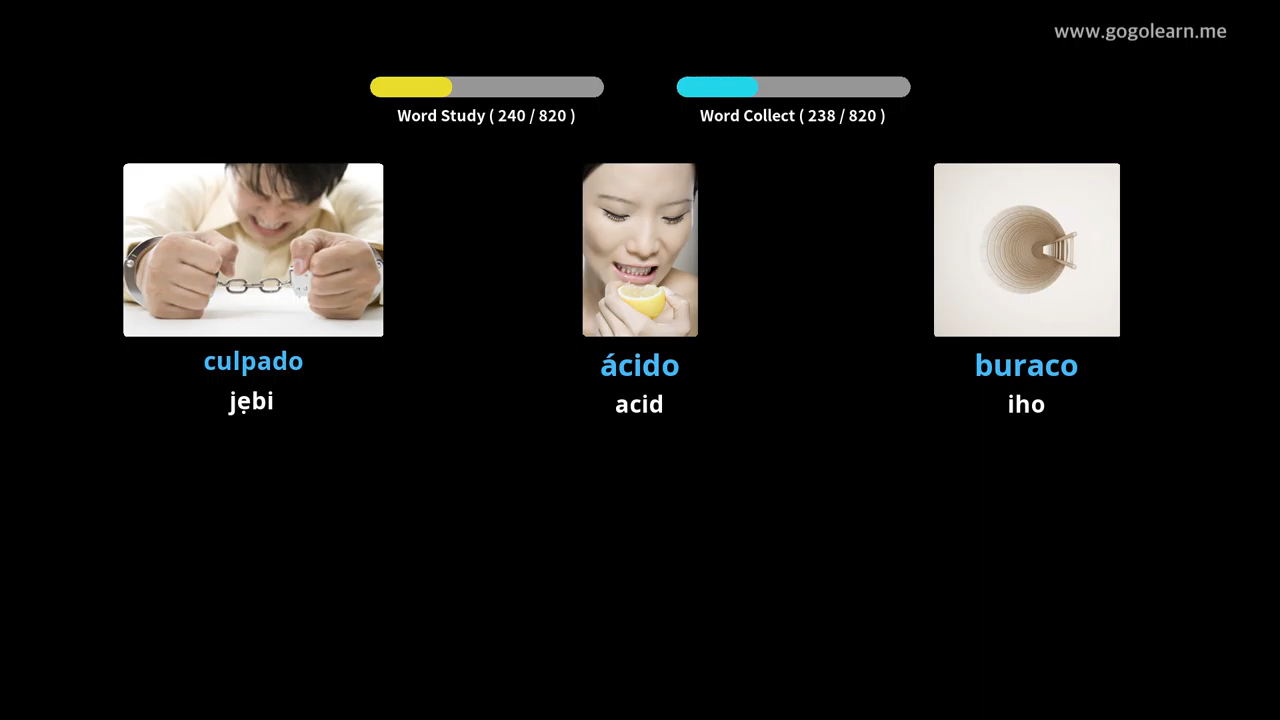 www.gogolearn.me
Word Study ( 240 / 820 )
Word Collect ( 238 / 820 )
culpado
jẹbi
ácido
acid
buraco
iho